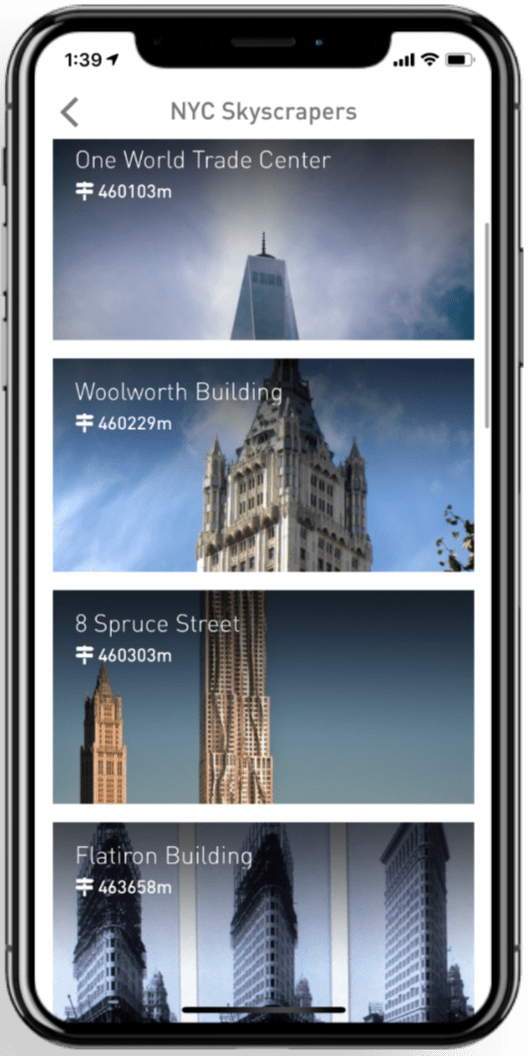 1:39
NYC Skyscrapers
One World Trade Center
460103m
Woolworth Building
460229m
8 Spruce Street
460303m
Flatiron Building
463658m